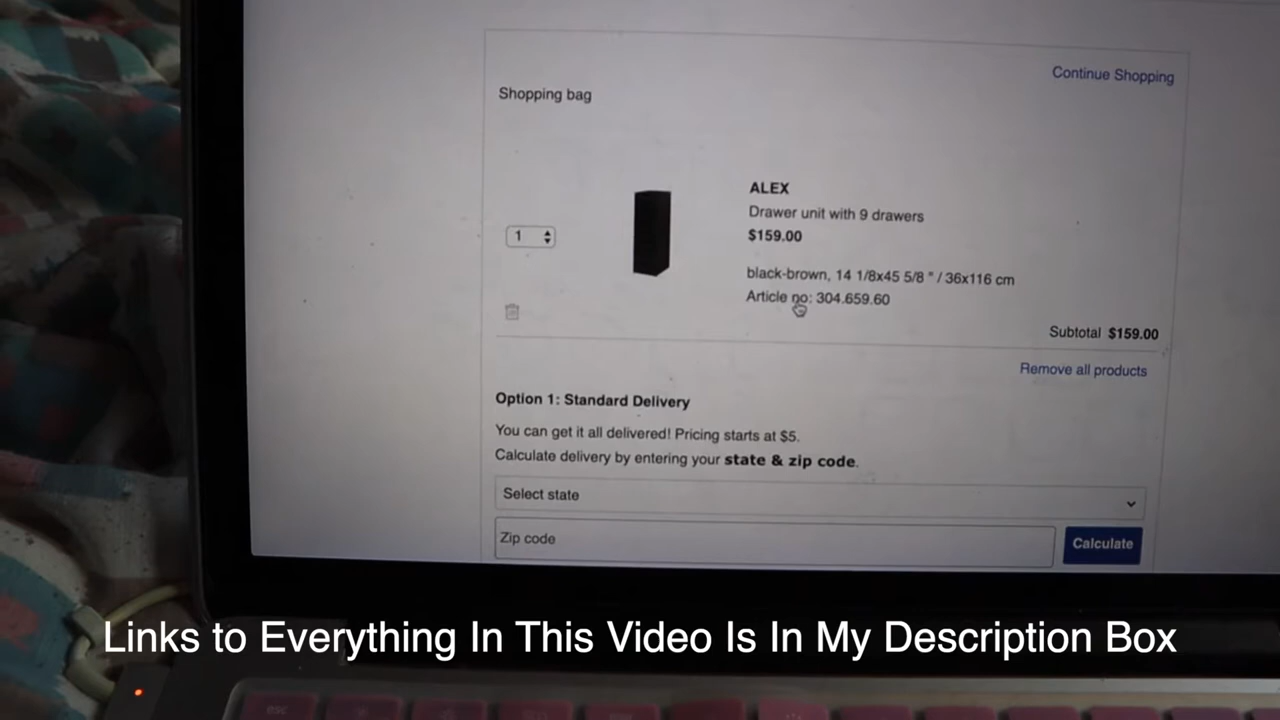 Continue Shopping
Shopping bag
ALEX
Drawer unit with 9 drawers
1
$159.00
black-brown, 14 1/8x45 5/8 " / 36x116 cm
Article no: 304.659.60
Subtotal $159.00
Remove all products
Option 1: Standard Delivery
You can get it all delivered! Pricing starts at $5.
Calculate delivery by entering your state & zip code.
Select state
Zip code
Calculate
Links to Everything In This Video Is In My Description Box
esc